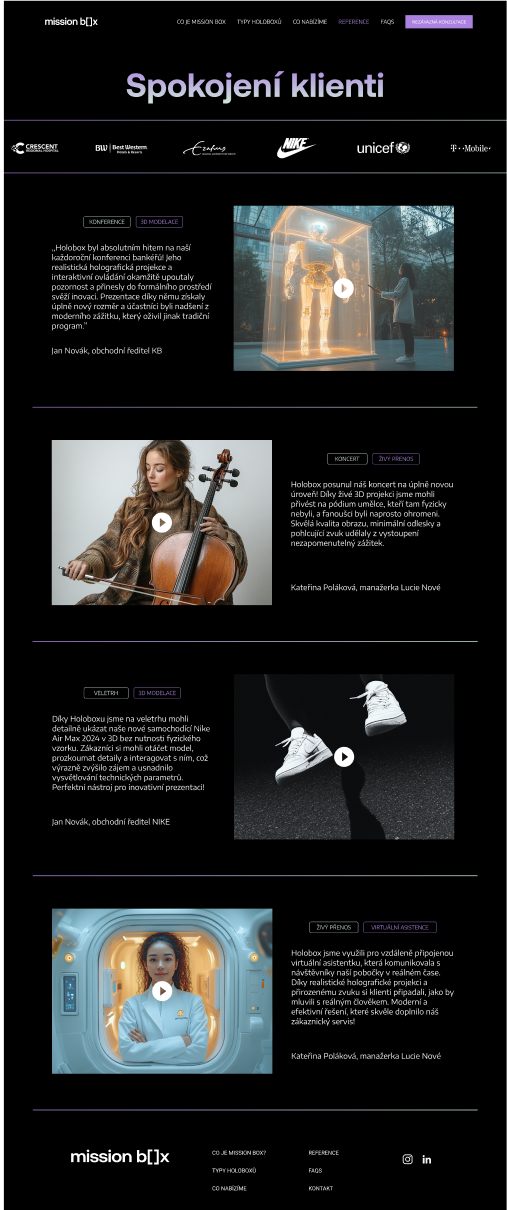 mission b[]x
CO JE MISSION BOX
TYPY HOLOBOXŮ
CO NABÍZÍME
REFERENCE
FAQS
NEZÁVAZNÁ KONZULTACE
Spokojení klienti
CRESCENT
REGIONAL HOSPITAL
BW Best Western
Hotels & Resorts
NIKE
unicef
T · · Mobile ·
KONFERENCE
3D MODELACE
„Holobox byl absolutním hitem na naší
každoroční konferenci bankéřů! Jeho
realistická holografická projekce a
interaktivní ovládání okamžitě upoutaly
pozornost a přinesly do formálního prostředí
svěží inovaci. Prezentace díky němu získaly
úplně nový rozměr a účastníci byli nadšení z
moderního zážitku, který oživil jinak tradiční
program.”
Jan Novák, obchodní ředitel KB
KONCERT
ŽIVÝ PŘENOS
Holobox posunul náš koncert na úplně novou
úroveň! Díky živé 3D projekci jsme mohli
přivést na pódium umělce, kteří tam fyzicky
nebyli, a fanoušci byli naprosto ohromeni.
Skvělá kvalita obrazu, minimální odlesky a
pohlcující zvuk udělaly z vystoupení
nezapomenutelný zážitek.
Kateřina Poláková, manažerka Lucie Nové
VELETRH
3D MODELACE
Díky Holoboxu jsme na veletrhu mohli
detailně ukázat naše nové samochodící Nike
Air Max 2024 v 3D bez nutnosti fyzického
vzorku. Zákazníci si mohli otáčet model,
prozkoumat detaily a interagovat s ním, což
výrazně zvýšilo zájem a usnadnilo
vysvětlování technických parametrů.
Perfektní nástroj pro inovativní prezentaci!
Jan Novák, obchodní ředitel NIKE
ŽIVÝ PŘENOS
VIRTUÁLNÍ ASISTENCE
Holobox jsme využili pro vzdáleně připojenou
virtuální asistentku, která komunikovala s
návštěvníky naší pobočky v reálném čase.
Díky realistické holografické projekci a
přirozenému zvuku si klienti připadali, jako by
mluvili s reálným člověkem. Moderní a
efektivní řešení, které skvěle doplnilo náš
zákaznický servis!
Kateřina Poláková, manažerka Lucie Nové
mission b[]x
CO JE MISSION BOX?
REFERENCE
TYPY HOLOBOXŮ
FAQS
CO NABÍZÍME
KONTAKT